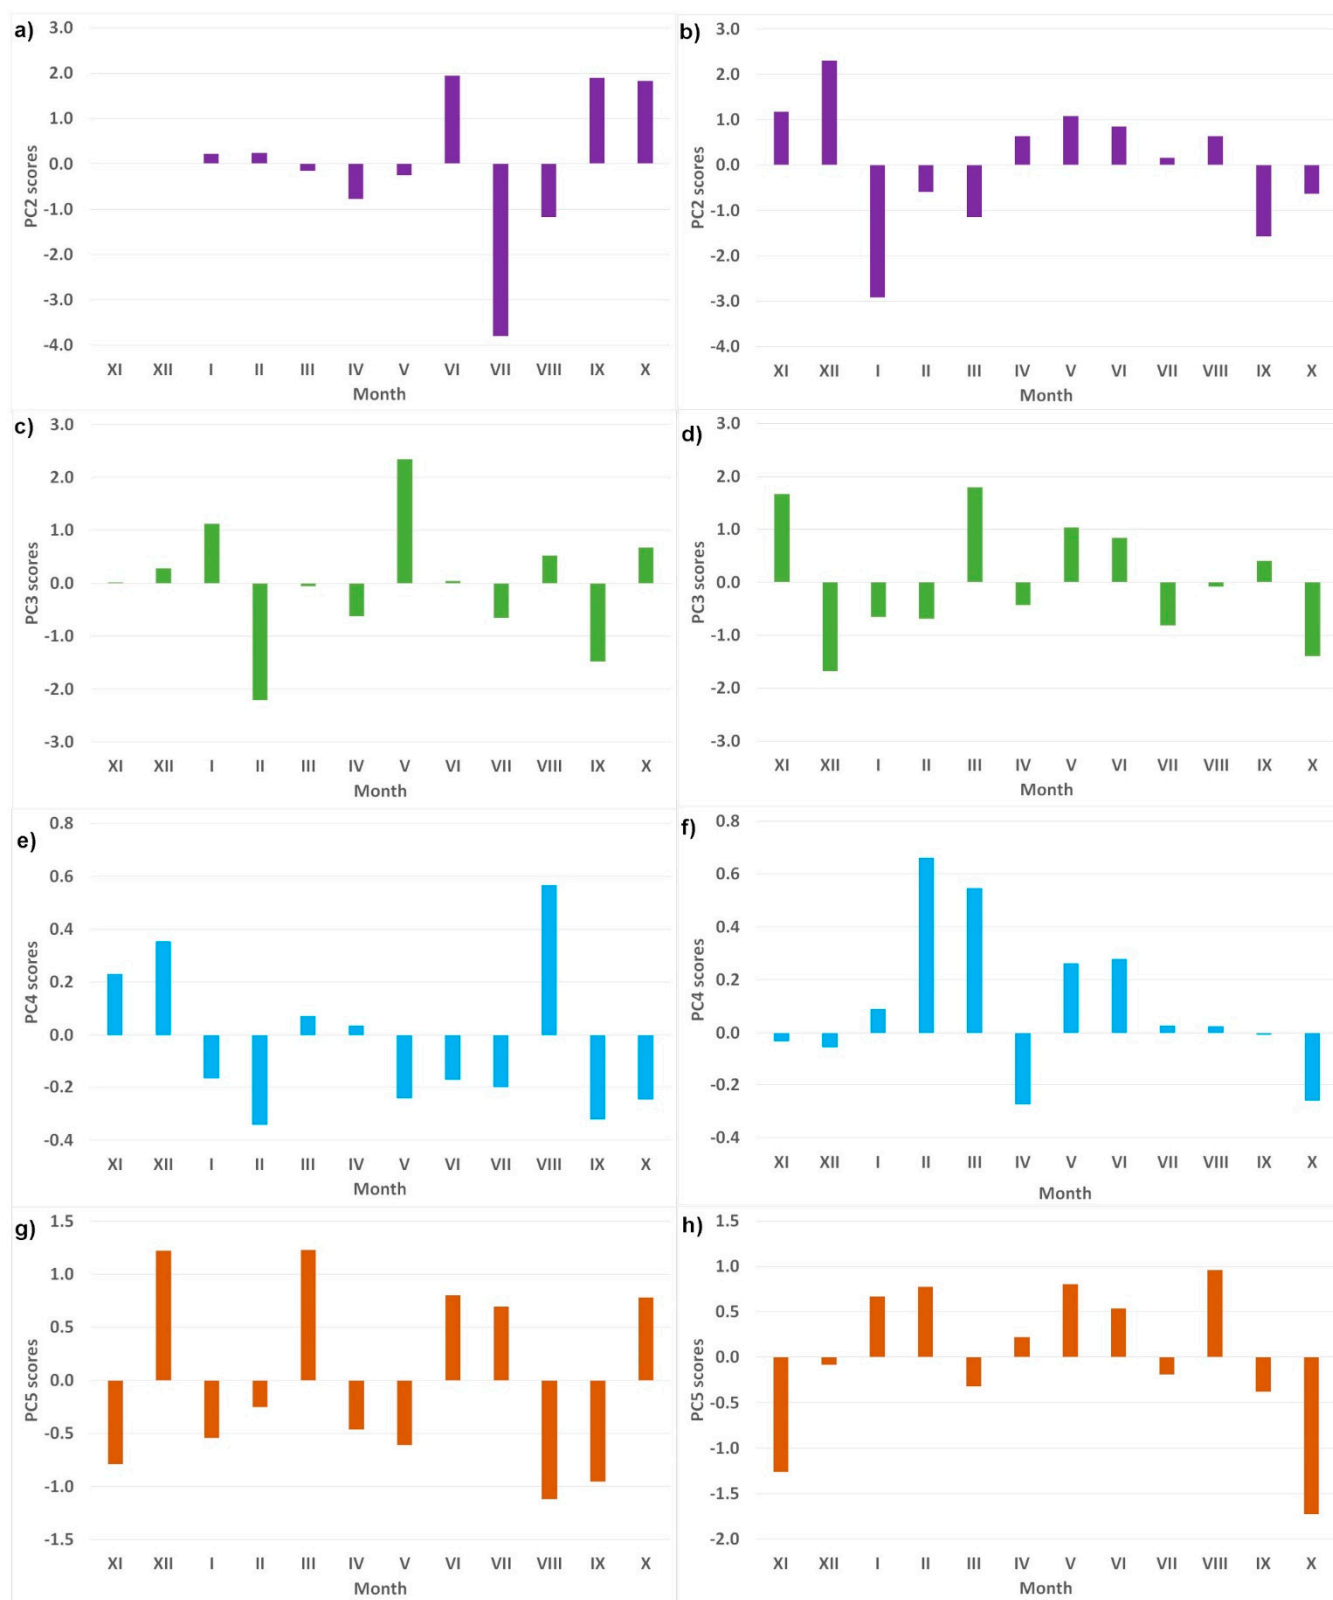 a)
3.0
2.0
1.0
0.0
-1.0
-2.0
-3.0
-4.0
PC2 scores
XI XII I II III IV V VI VII VIII IX X
Month
b)
3.0
2.0
1.0
0.0
-1.0
-2.0
-3.0
-4.0
PC2 scores
XI XII I II III IV V VI VII VIII IX X
Month
c)
3.0
2.0
1.0
0.0
-1.0
-2.0
-3.0
PC3 scores
XI XII I II III IV V VI VII VIII IX X
Month
d)
3.0
2.0
1.0
0.0
-1.0
-2.0
-3.0
PC3 scores
XI XII I II III IV V VI VII VIII IX X
Month
e)
0.8
0.6
0.4
0.2
0.0
-0.2
-0.4
PC4 scores
XI XII I II III IV V VI VII VIII IX X
Month
f)
0.8
0.6
0.4
0.2
0.0
-0.2
-0.4
PC4 scores
XI XII I II III IV V VI VII VIII IX X
Month
g)
1.5
1.0
0.5
0.0
-0.5
-1.0
-1.5
PC5 scores
XI XII I II III IV V VI VII VIII IX X
Month
h)
1.5
1.0
0.5
0.0
-0.5
-1.0
-1.5
-2.0
PC5 scores
XI XII I II III IV V VI VII VIII IX X
Month